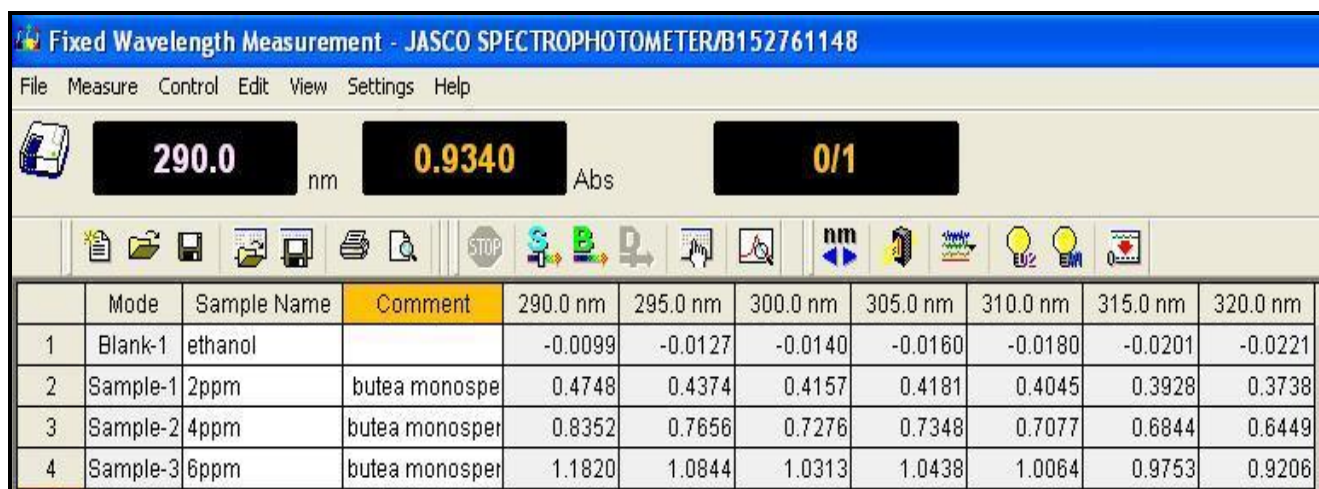 Fixed Wavelength Measurement - JASCO SPECTROPHOTOMETER/B152761148
File Measure Control Edit View Settings Help
290.0 nm 0.9340 Abs 0/1
STOP S B D nm D2
Mode Sample Name Comment 290.0 nm 295.0 nm 300.0 nm 305.0 nm 310.0 nm 315.0 nm 320.0 nm
1 Blank-1 ethanol -0.0099 -0.0127 -0.0140 -0.0160 -0.0180 -0.0201 -0.0221
2 Sample-1 2ppm butea monospe 0.4748 0.4374 0.4157 0.4181 0.4045 0.3928 0.3738
3 Sample-2 4ppm butea monosper 0.8352 0.7656 0.7276 0.7348 0.7077 0.6844 0.6449
4 Sample-3 6ppm butea monosper 1.1820 1.0844 1.0313 1.0438 1.0064 0.9753 0.9206